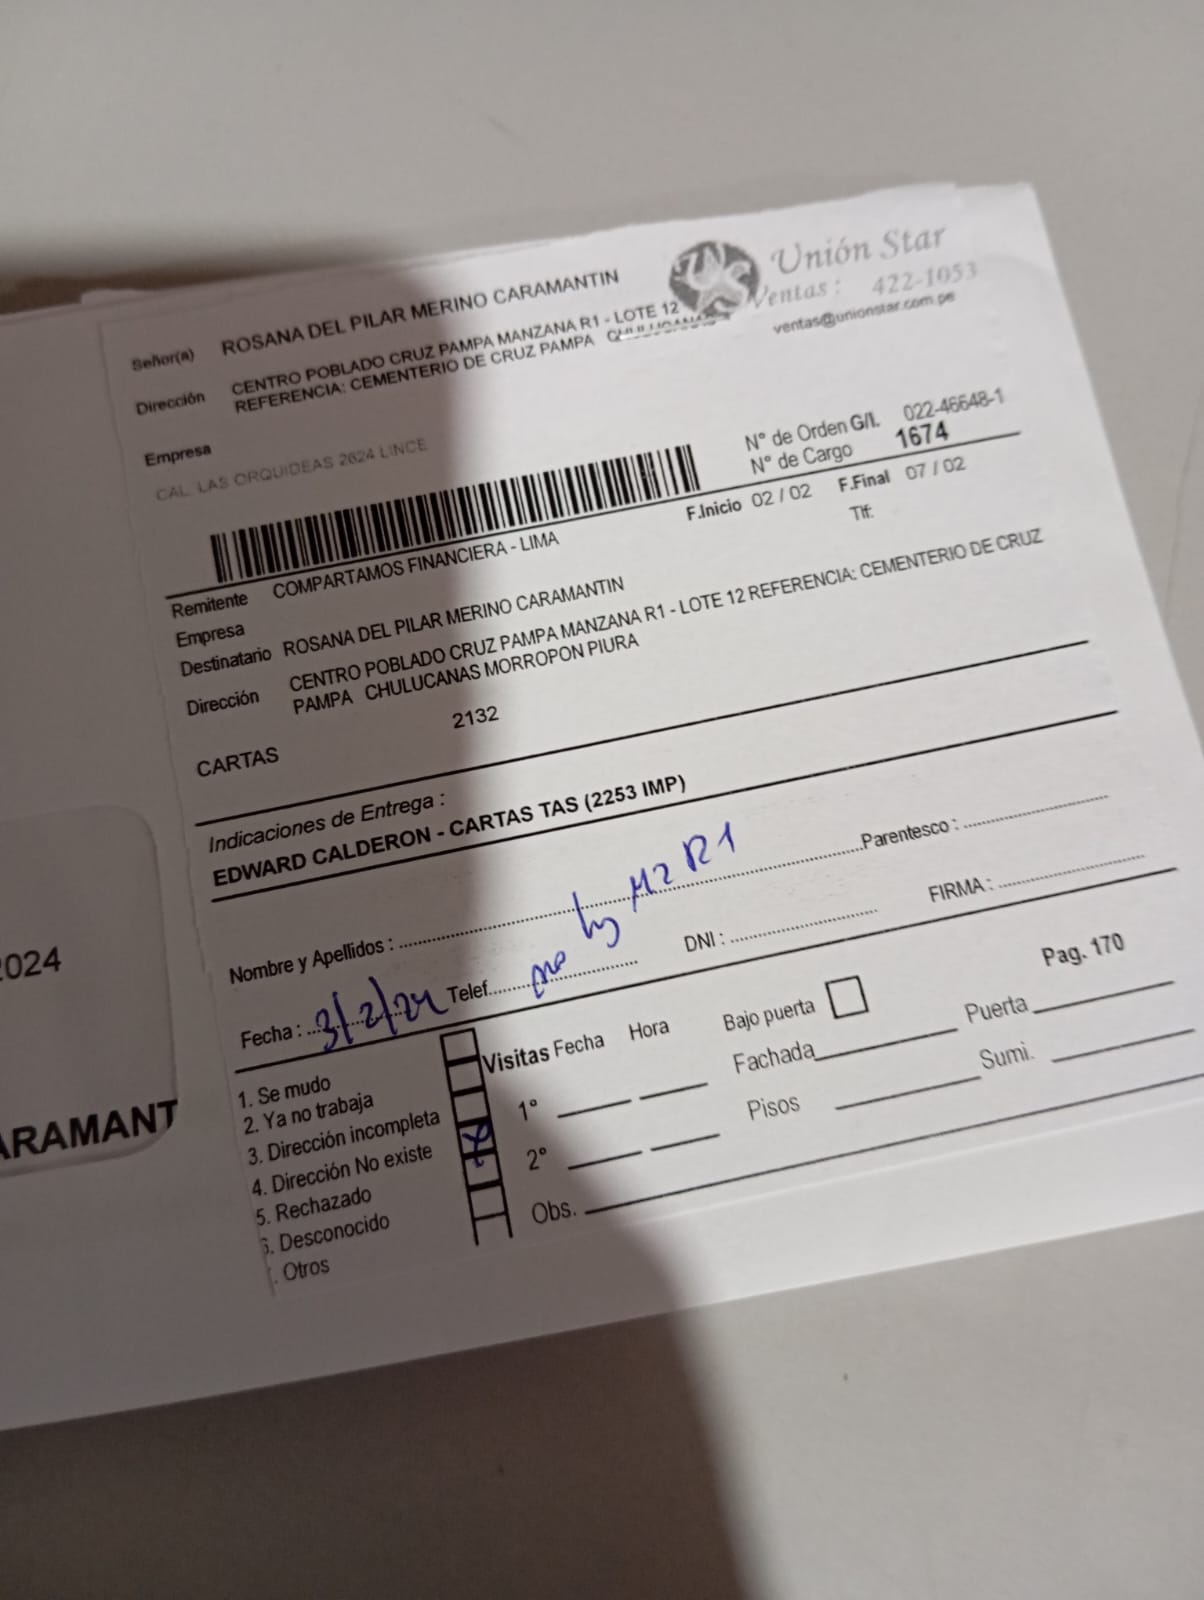 Unión Star
Ventas: 422-1053
ventas@unionstar.com.pe
Señor(a) ROSANA DEL PILAR MERINO CARAMANTIN
Dirección CENTRO POBLADO CRUZ PAMPA MANZANA R1 - LOTE 12
REFERENCIA: CEMENTERIO DE CRUZ PAMPA CHULUCANAS
Empresa
CAL. LAS ORQUIDEAS 2624 LINCE
N° de Orden G/I. 022-46648-1
N° de Cargo 1674
F.Inicio 02 / 02 F.Final 07 / 02
Tlf:
Remitente COMPARTAMOS FINANCIERA - LIMA
Empresa
Destinatario ROSANA DEL PILAR MERINO CARAMANTIN
Dirección CENTRO POBLADO CRUZ PAMPA MANZANA R1 - LOTE 12 REFERENCIA: CEMENTERIO DE CRUZ
PAMPA CHULUCANAS MORROPON PIURA
2132
CARTAS
Indicaciones de Entrega :
EDWARD CALDERON - CARTAS TAS (2253 IMP)
no hy MZ R1
Nombre y Apellidos : Parentesco :
Fecha : 3/2/24 Telef. DNI : FIRMA :
Pag. 170
1. Se mudo
2. Ya no trabaja
3. Dirección incompleta
4. Dirección No existe
5. Rechazado
6. Desconocido
. Otros
Visitas Fecha Hora Bajo puerta
1° Fachada Puerta
2° Pisos Sumi.
Obs.
2024
ARAMANT